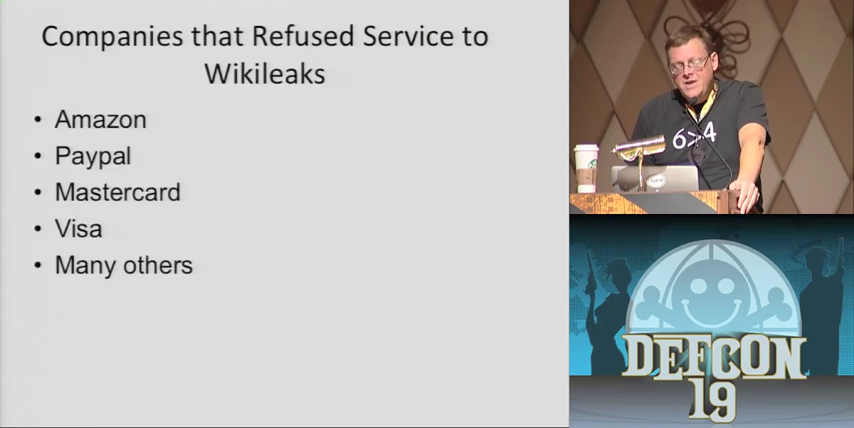 Companies that Refused Service to
Wikileaks
• Amazon
• Paypal
• Mastercard
• Visa
• Many others
6>4
DEFCON
19